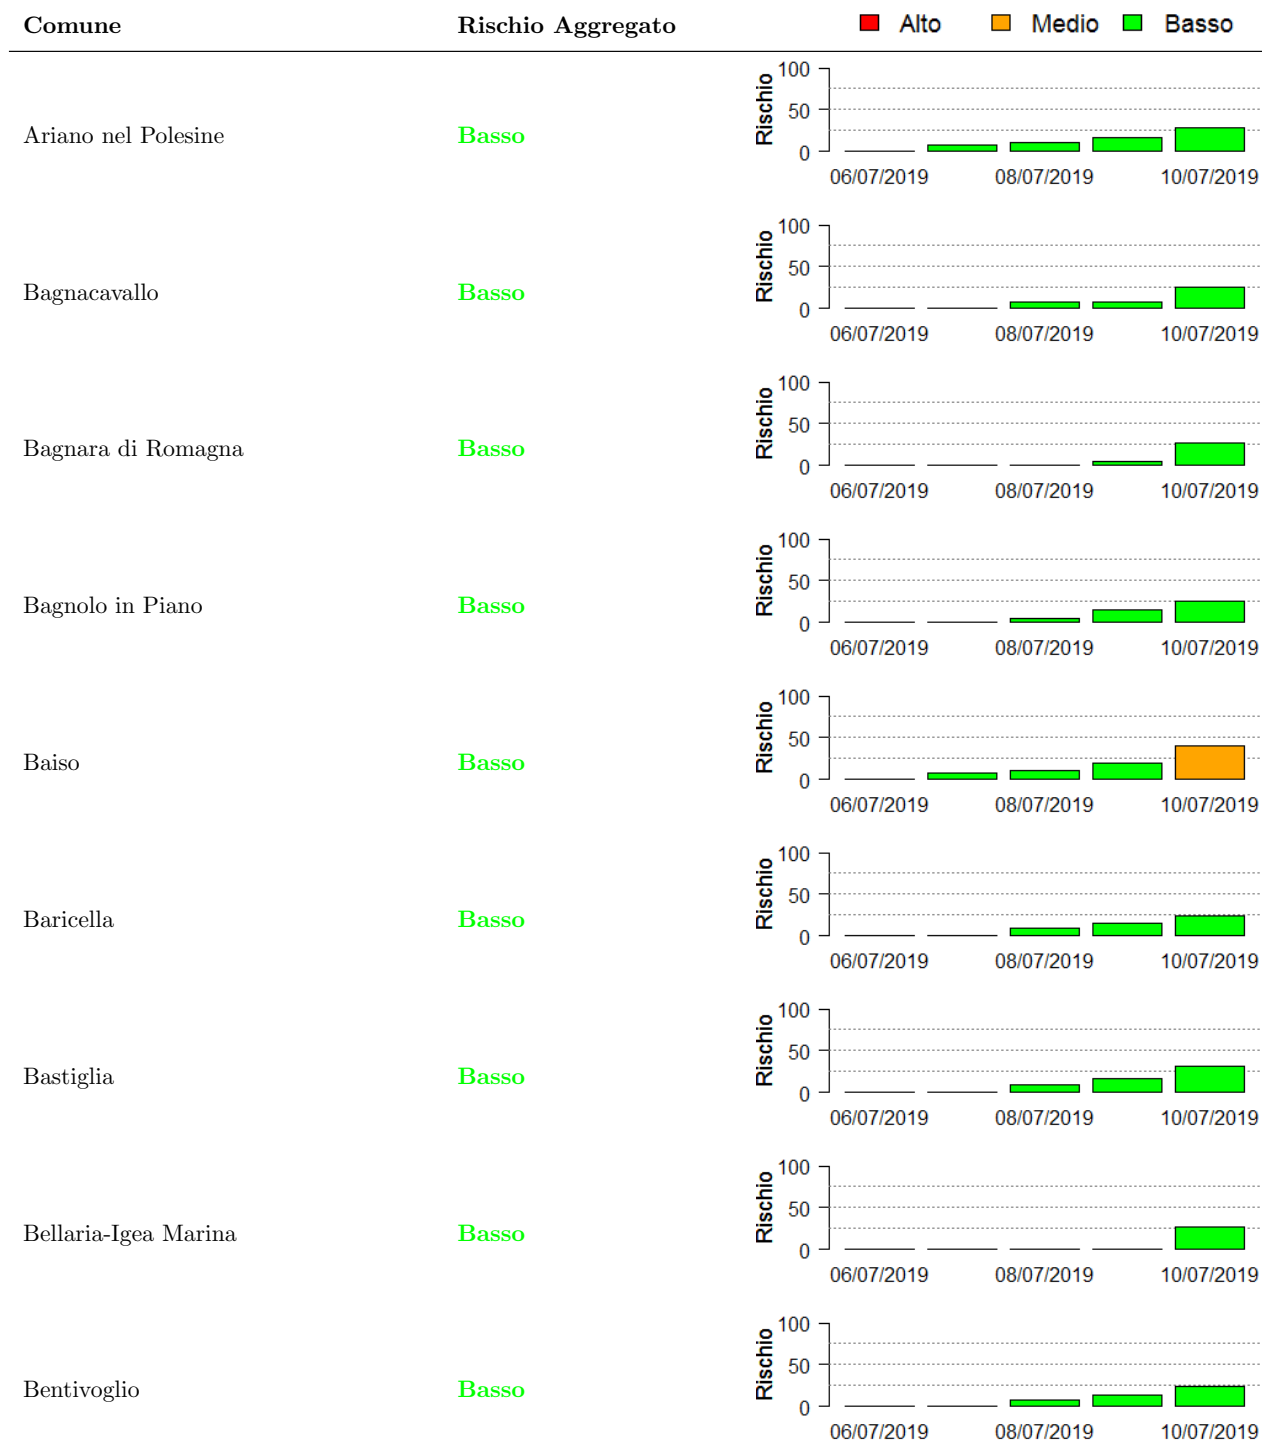 Comune Rischio Aggregato Alto Medio Basso
100
50
0
Rischio
Ariano nel Polesine Basso
06/07/2019 08/07/2019 10/07/2019
100
50
0
Rischio
Bagnacavallo Basso
06/07/2019 08/07/2019 10/07/2019
100
50
0
Rischio
Bagnara di Romagna Basso
06/07/2019 08/07/2019 10/07/2019
100
50
0
Rischio
Bagnolo in Piano Basso
06/07/2019 08/07/2019 10/07/2019
100
50
0
Rischio
Baiso Basso
06/07/2019 08/07/2019 10/07/2019
100
50
0
Rischio
Baricella Basso
06/07/2019 08/07/2019 10/07/2019
100
50
0
Rischio
Bastiglia Basso
06/07/2019 08/07/2019 10/07/2019
100
50
0
Rischio
Bellaria-Igea Marina Basso
06/07/2019 08/07/2019 10/07/2019
100
50
0
Rischio
Bentivoglio Basso
06/07/2019 08/07/2019 10/07/2019